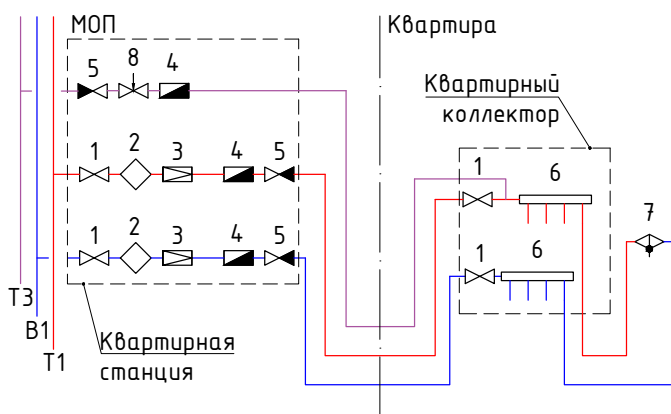 МОП
Квартира
5 8 4
Квартирный
коллектор
1 2 3 4 5
1 6
7
1 2 3 4 5
1 6
Т3
В1
Т1
Квартирная
станция